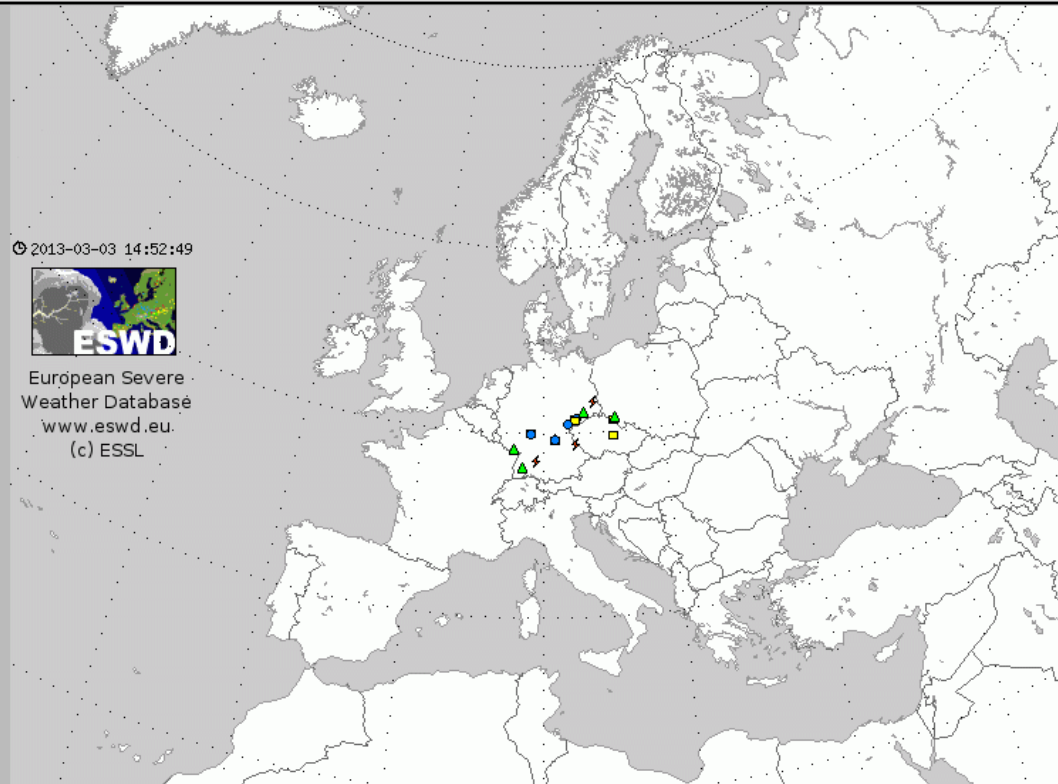 2013-03-03 14:52:49
ESWD
European Severe
Weather Database
www.eswd.eu
(c) ESSL